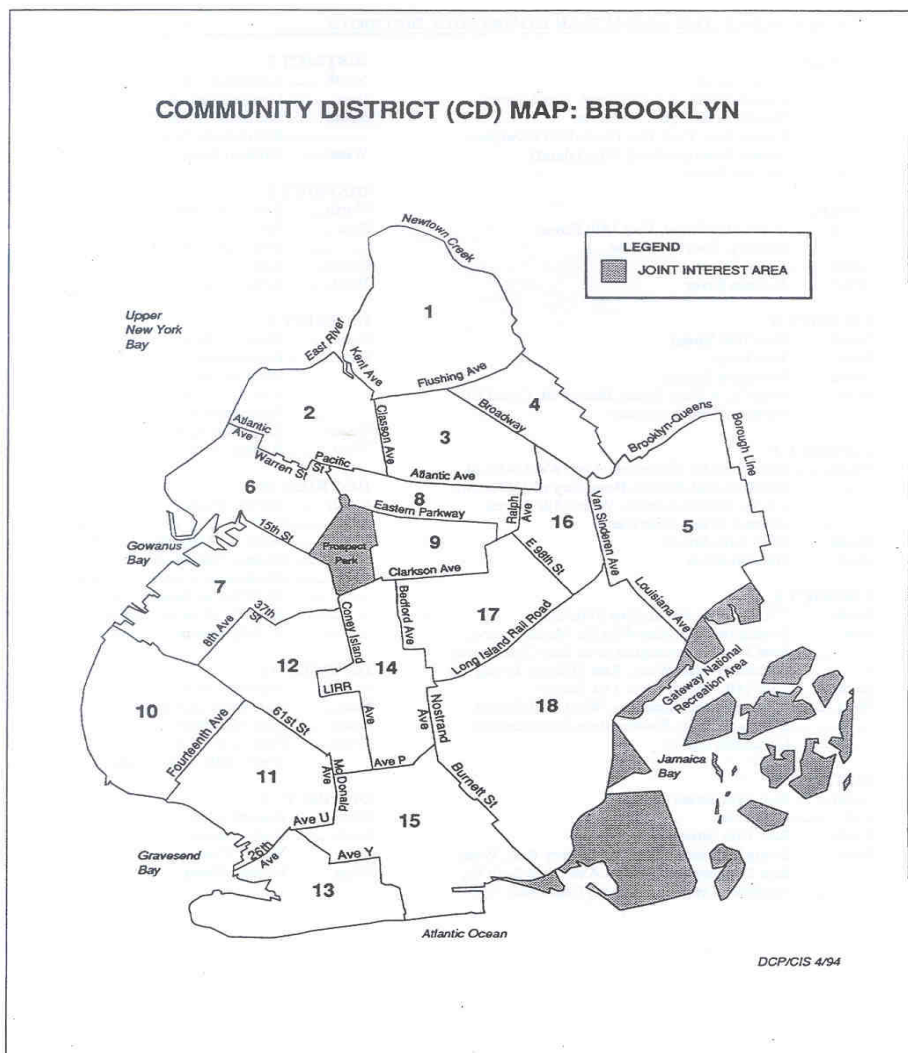 COMMUNITY DISTRICT (CD) MAP: BROOKLYN
Newtown Creek
LEGEND
JOINT INTEREST AREA
Upper
New York
Bay
1
East River
Kent Ave
Flushing Ave
2
Classon Ave
Broadway
4
3
Brooklyn-Queens
Borough Line
Atlantic
Ave
Warren St
Pacific
St
Atlantic Ave
6
8
Eastern Parkway
Ralph
Ave
16
Van Sinderen Ave
5
15th St
Prospect
Park
9
E 98th St
Gowanus
Bay
Clarkson Ave
7
8th Ave
37th
St
Coney Island
Ave
Bedford Ave
17
Long Island Rail Road
Louisiana Ave
12
14
LIRR
Gateway National
Recreation Area
10
Fourteenth Ave
61st St
Nostrand
Ave
18
11
McDonald
Ave
Ave P
Burnett St
Jamaica
Bay
Ave U
15
Gravesend
Bay
26th
Ave
Ave Y
13
Atlantic Ocean
DCP/CIS 4/94